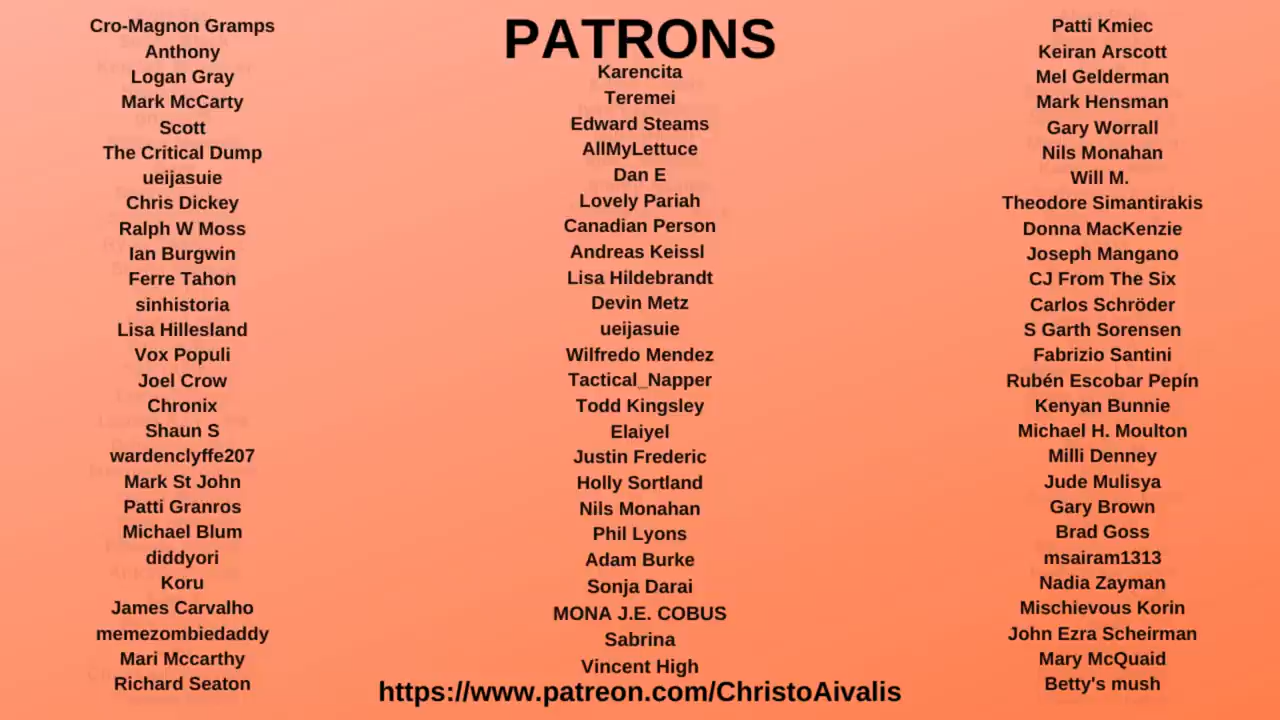 PATRONS
Cro-Magnon Gramps
Anthony
Logan Gray
Mark McCarty
Scott
The Critical Dump
ueijasuie
Chris Dickey
Ralph W Moss
Ian Burgwin
Ferre Tahon
sinhistoria
Lisa Hillesland
Vox Populi
Joel Crow
Chronix
Shaun S
wardenclyffe207
Mark St John
Patti Granros
Michael Blum
diddyori
Koru
James Carvalho
memezombiedaddy
Mari Mccarthy
Richard Seaton
Karencita
Teremei
Edward Steams
AllMyLettuce
Dan E
Lovely Pariah
Canadian Person
Andreas Keissl
Lisa Hildebrandt
Devin Metz
ueijasuie
Wilfredo Mendez
Tactical_Napper
Todd Kingsley
Elaiyel
Justin Frederic
Holly Sortland
Nils Monahan
Phil Lyons
Adam Burke
Sonja Darai
MONA J.E. COBUS
Sabrina
Vincent High
Patti Kmiec
Keiran Arscott
Mel Gelderman
Mark Hensman
Gary Worrall
Nils Monahan
Will M.
Theodore Simantirakis
Donna MacKenzie
Joseph Mangano
CJ From The Six
Carlos Schröder
S Garth Sorensen
Fabrizio Santini
Rubén Escobar Pepín
Kenyan Bunnie
Michael H. Moulton
Milli Denney
Jude Mulisya
Gary Brown
Brad Goss
msairam1313
Nadia Zayman
Mischievous Korin
John Ezra Scheirman
Mary McQuaid
Betty's mush
https://www.patreon.com/ChristoAivalis